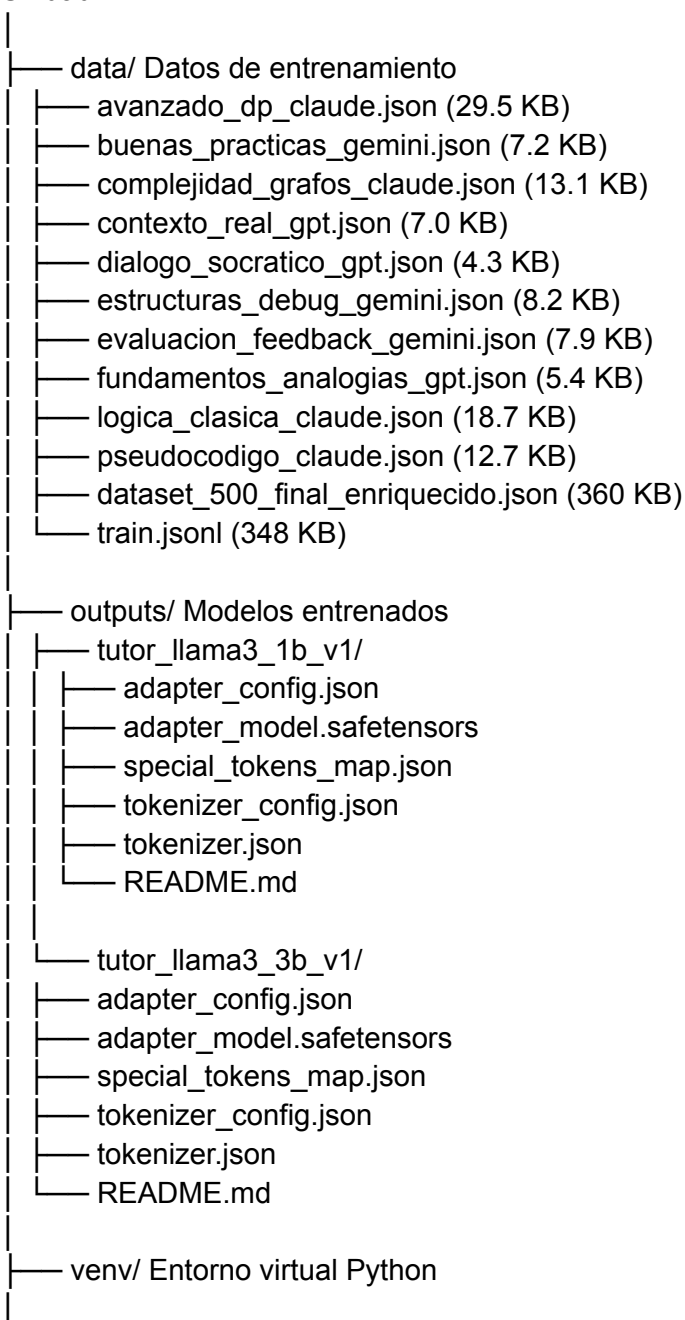 │
├── data/ Datos de entrenamiento
│ ├── avanzado_dp_claude.json (29.5 KB)
│ ├── buenas_practicas_gemini.json (7.2 KB)
│ ├── complejidad_grafos_claude.json (13.1 KB)
│ ├── contexto_real_gpt.json (7.0 KB)
│ ├── dialogo_socratico_gpt.json (4.3 KB)
│ ├── estructuras_debug_gemini.json (8.2 KB)
│ ├── evaluacion_feedback_gemini.json (7.9 KB)
│ ├── fundamentos_analogias_gpt.json (5.4 KB)
│ ├── logica_clasica_claude.json (18.7 KB)
│ ├── pseudocodigo_claude.json (12.7 KB)
│ ├── dataset_500_final_enriquecido.json (360 KB)
│ └── train.jsonl (348 KB)
│
├── outputs/ Modelos entrenados
│ ├── tutor_llama3_1b_v1/
│ │ ├── adapter_config.json
│ │ ├── adapter_model.safetensors
│ │ ├── special_tokens_map.json
│ │ ├── tokenizer_config.json
│ │ ├── tokenizer.json
│ │ └── README.md
│ │
│ └── tutor_llama3_3b_v1/
│ ├── adapter_config.json
│ ├── adapter_model.safetensors
│ ├── special_tokens_map.json
│ ├── tokenizer_config.json
│ ├── tokenizer.json
│ └── README.md
│
├── venv/ Entorno virtual Python
│